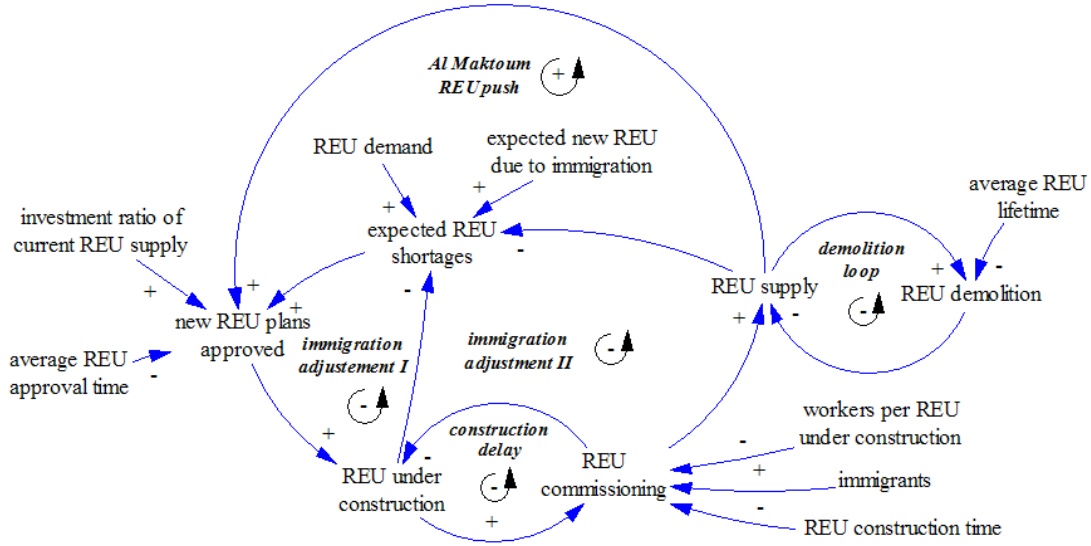 Al Maktoum
REU push
+
REU demand
expected new REU
due to immigration
+
+
average REU
lifetime
investment ratio of
current REU supply
expected REU
shortages
-
-
demolition
loop
-
+
-
REU supply
REU demolition
-
-
+
+
+
+
new REU plans
approved
immigration
adjustement I
immigration
adjustment II
-
average REU
approval time
-
-
workers per REU
under construction
+
construction
delay
-
-
REU under
construction
-
REU
commissioning
+
immigrants
-
+
REU construction time